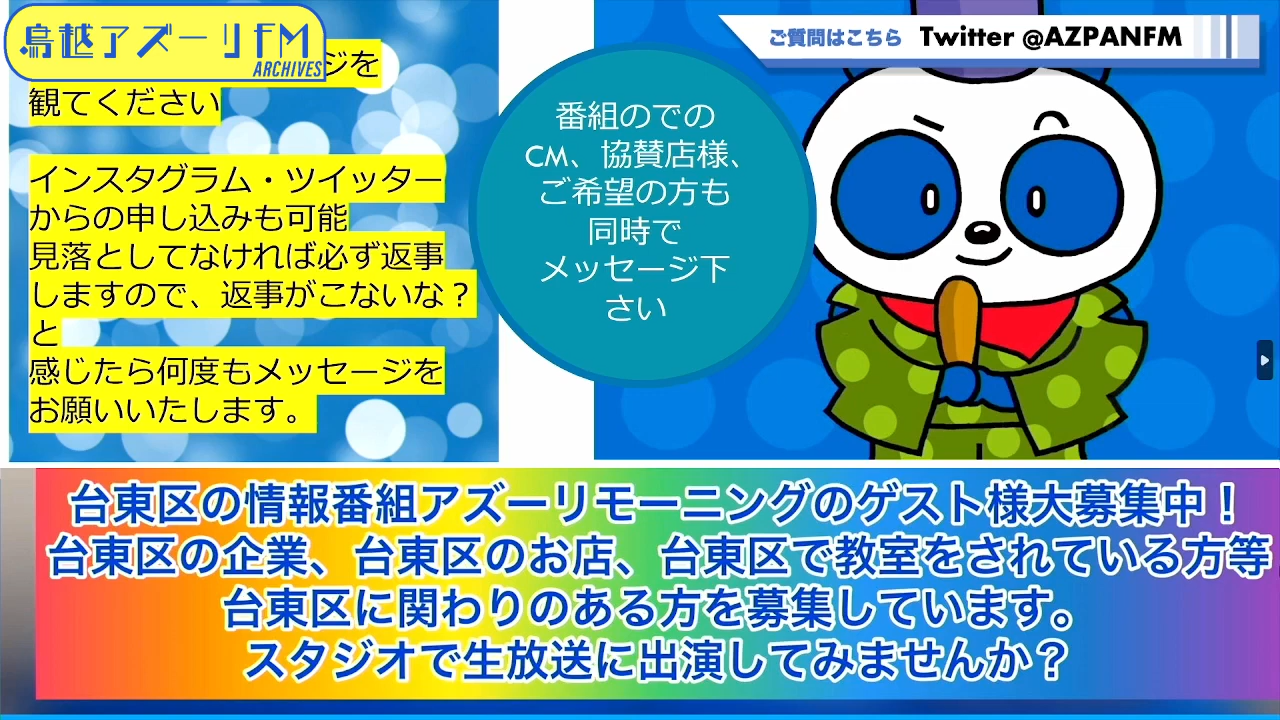 鳥越アズーリFM
ARCHIVES
ジを
観てください
インスタグラム・ツイッター
からの申し込みも可能
見落としてなければ必ず返事
しますので、返事がこないな？
と
感じたら何度もメッセージを
お願いいたします。
番組のでの
CM、協賛店様、
ご希望の方も
同時で
メッセージ下
さい
ご質問はこちら Twitter @AZPANFM
台東区の情報番組アズーリモーニングのゲスト様大募集中！
台東区の企業、台東区のお店、台東区で教室をされている方等
台東区に関わりのある方を募集しています。
スタジオで生放送に出演してみませんか？